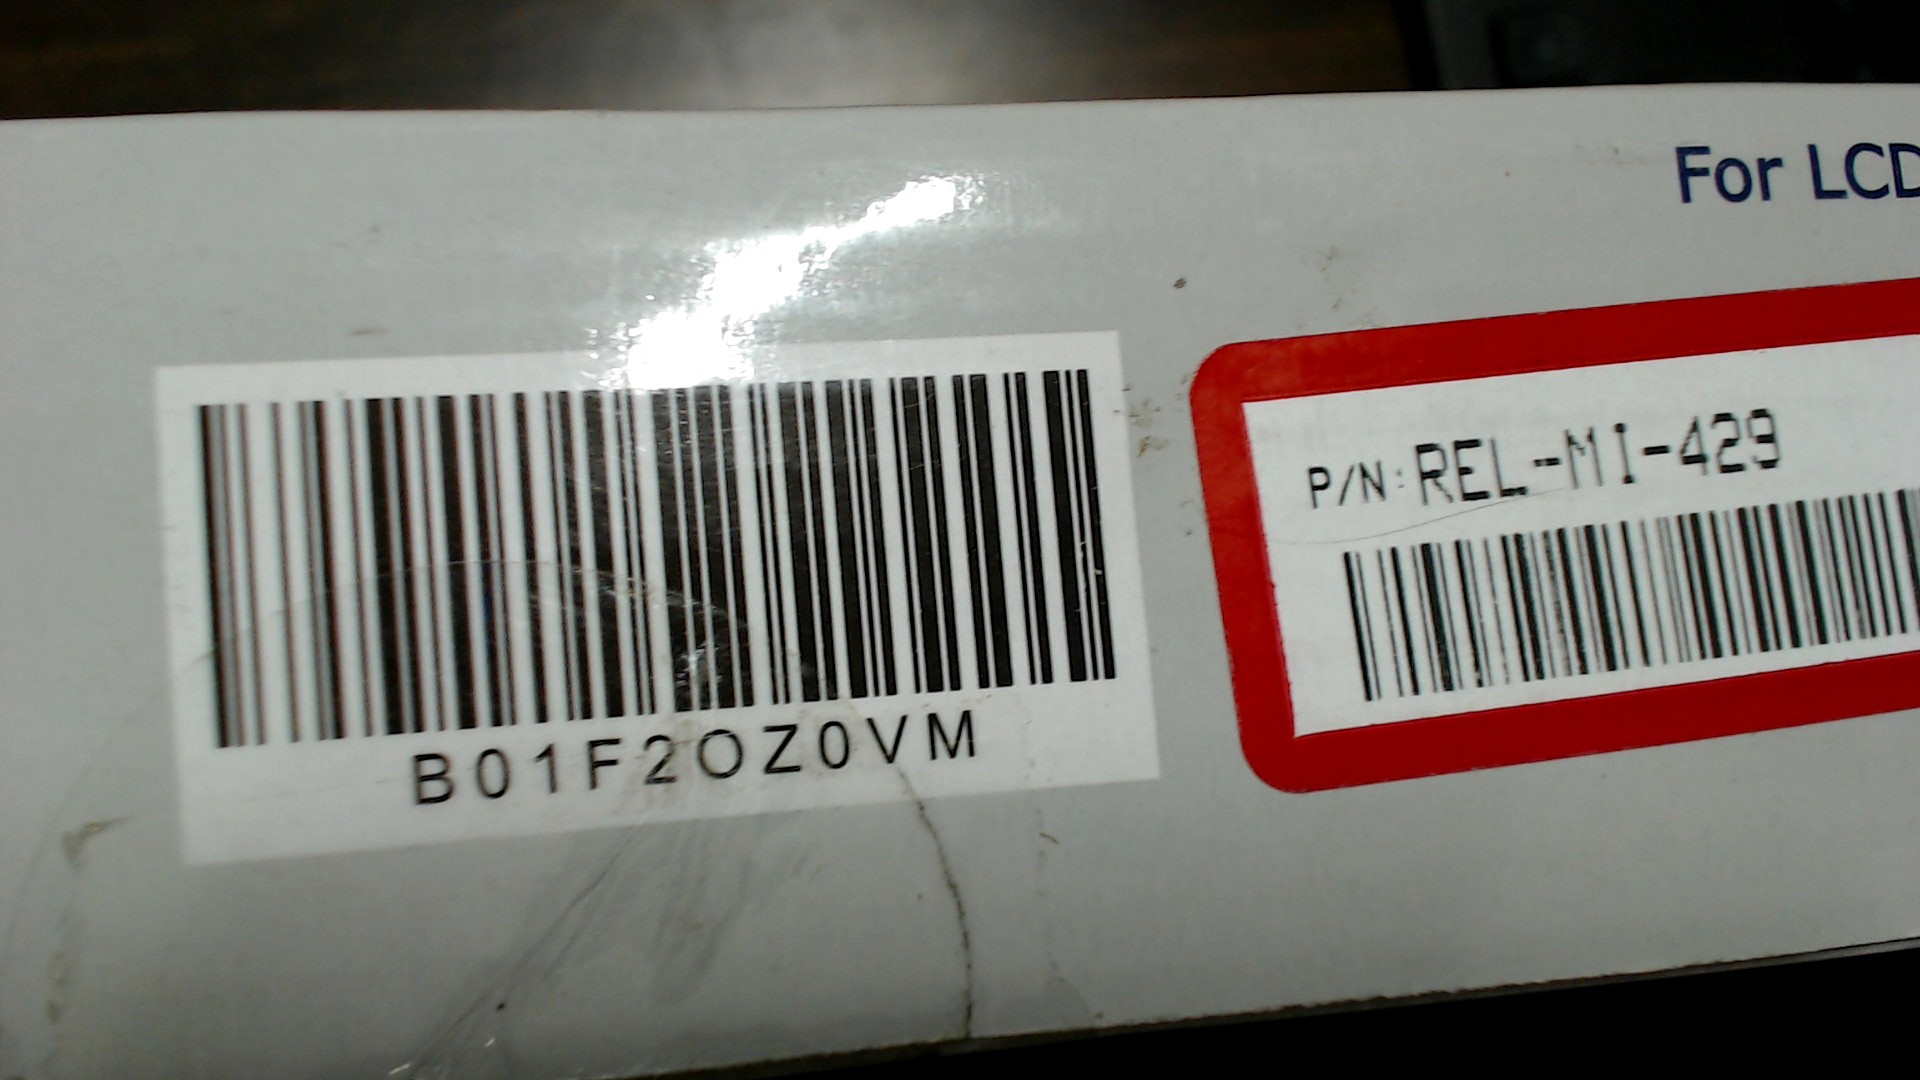 For LCD
P/N: REL-MI-429
B01F2OZ0VM